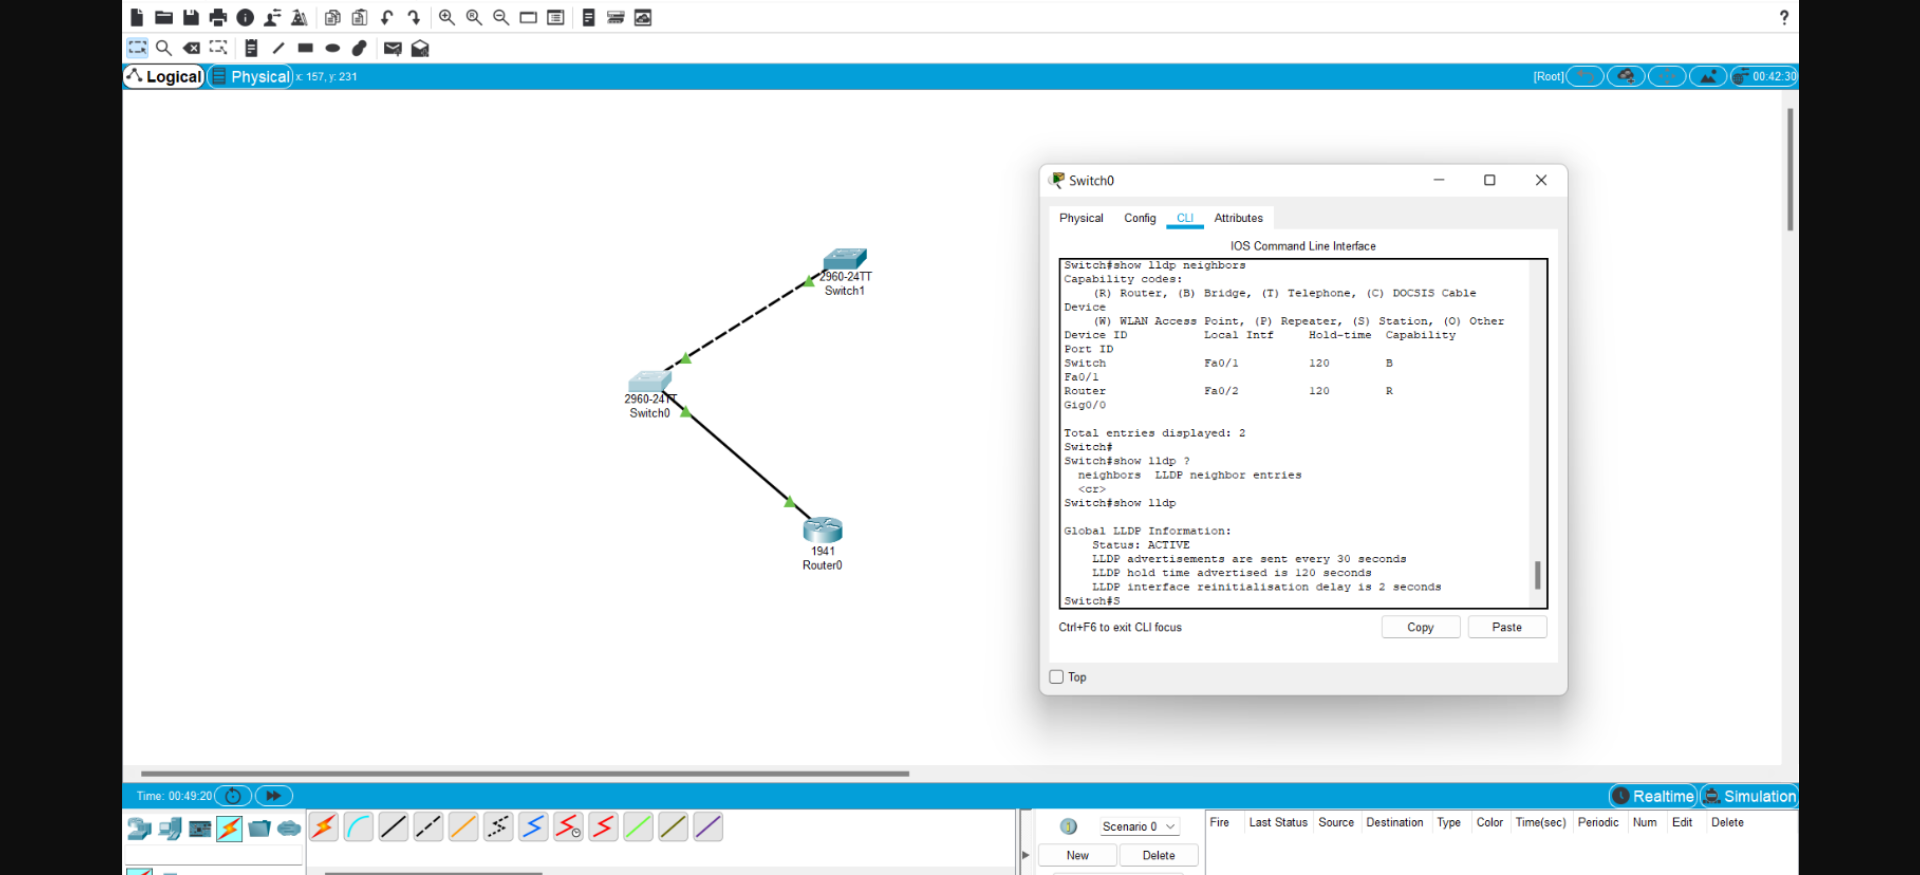 ?
Logical Physical x: 157, y: 231 [Root] 00:42:30
2960-24TT
Switch1
2960-24TT
Switch0
1941
Router0
Switch0
Physical Config CLI Attributes
IOS Command Line Interface
Switch#show lldp neighbors
Capability codes:
(R) Router, (B) Bridge, (T) Telephone, (C) DOCSIS Cable
Device
(W) WLAN Access Point, (P) Repeater, (S) Station, (O) Other
Device ID Local Intf Hold-time Capability
Port ID
Switch Fa0/1 120 B
Fa0/1
Router Fa0/2 120 R
Gig0/0
Total entries displayed: 2
Switch#
Switch#show lldp ?
neighbors LLDP neighbor entries
<cr>
Switch#show lldp
Global LLDP Information:
Status: ACTIVE
LLDP advertisements are sent every 30 seconds
LLDP hold time advertised is 120 seconds
LLDP interface reinitialisation delay is 2 seconds
Switch#S
Ctrl+F6 to exit CLI focus Copy Paste
Top
Time: 00:49:20 Realtime Simulation
Scenario 0 Fire Last Status Source Destination Type Color Time(sec) Periodic Num Edit Delete
New Delete